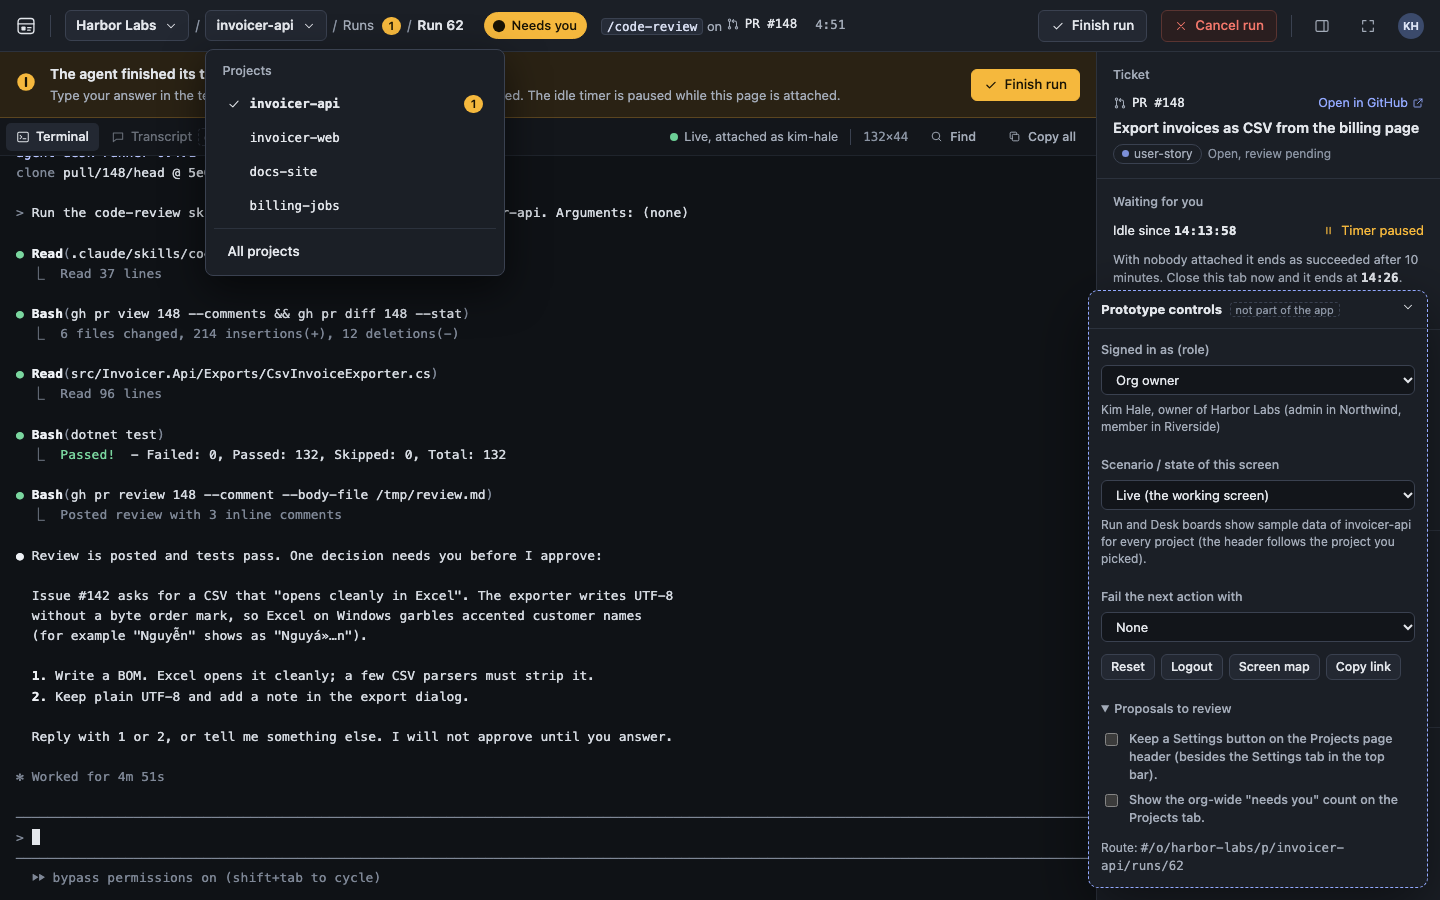 Harbor Labs / invoicer-api / Runs 1 / Run 62 Needs you /code-review on PR #148 4:51 Finish run Cancel run KH
The agent finished its t
Type your answer in the te ed. The idle timer is paused while this page is attached.
Finish run
Projects
invoicer-api 1
invoicer-web
docs-site
billing-jobs
All projects
Terminal Transcript Live, attached as kim-hale 132×44 Find Copy all
clone pull/148/head @ 5e
> Run the code-review sk r-api. Arguments: (none)
Read(.claude/skills/co
Read 37 lines
Bash(gh pr view 148 --comments && gh pr diff 148 --stat)
6 files changed, 214 insertions(+), 12 deletions(-)
Read(src/Invoicer.Api/Exports/CsvInvoiceExporter.cs)
Read 96 lines
Bash(dotnet test)
Passed! - Failed: 0, Passed: 132, Skipped: 0, Total: 132
Bash(gh pr review 148 --comment --body-file /tmp/review.md)
Posted review with 3 inline comments
Review is posted and tests pass. One decision needs you before I approve:
Issue #142 asks for a CSV that "opens cleanly in Excel". The exporter writes UTF-8
without a byte order mark, so Excel on Windows garbles accented customer names
(for example "Nguyễn" shows as "Nguyá»…n").
1. Write a BOM. Excel opens it cleanly; a few CSV parsers must strip it.
2. Keep plain UTF-8 and add a note in the export dialog.
Reply with 1 or 2, or tell me something else. I will not approve until you answer.
✻ Worked for 4m 51s
>
bypass permissions on (shift+tab to cycle)
Ticket
PR #148 Open in GitHub
Export invoices as CSV from the billing page
user-story Open, review pending
Waiting for you
Idle since 14:13:58 Timer paused
With nobody attached it ends as succeeded after 10
minutes. Close this tab now and it ends at 14:26.
Prototype controls not part of the app
Signed in as (role)
Org owner
Kim Hale, owner of Harbor Labs (admin in Northwind,
member in Riverside)
Scenario / state of this screen
Live (the working screen)
Run and Desk boards show sample data of invoicer-api
for every project (the header follows the project you
picked).
Fail the next action with
None
Reset Logout Screen map Copy link
▼ Proposals to review
Keep a Settings button on the Projects page
header (besides the Settings tab in the top
bar).
Show the org-wide "needs you" count on the
Projects tab.
Route: #/o/harbor-labs/p/invoicer-
api/runs/62